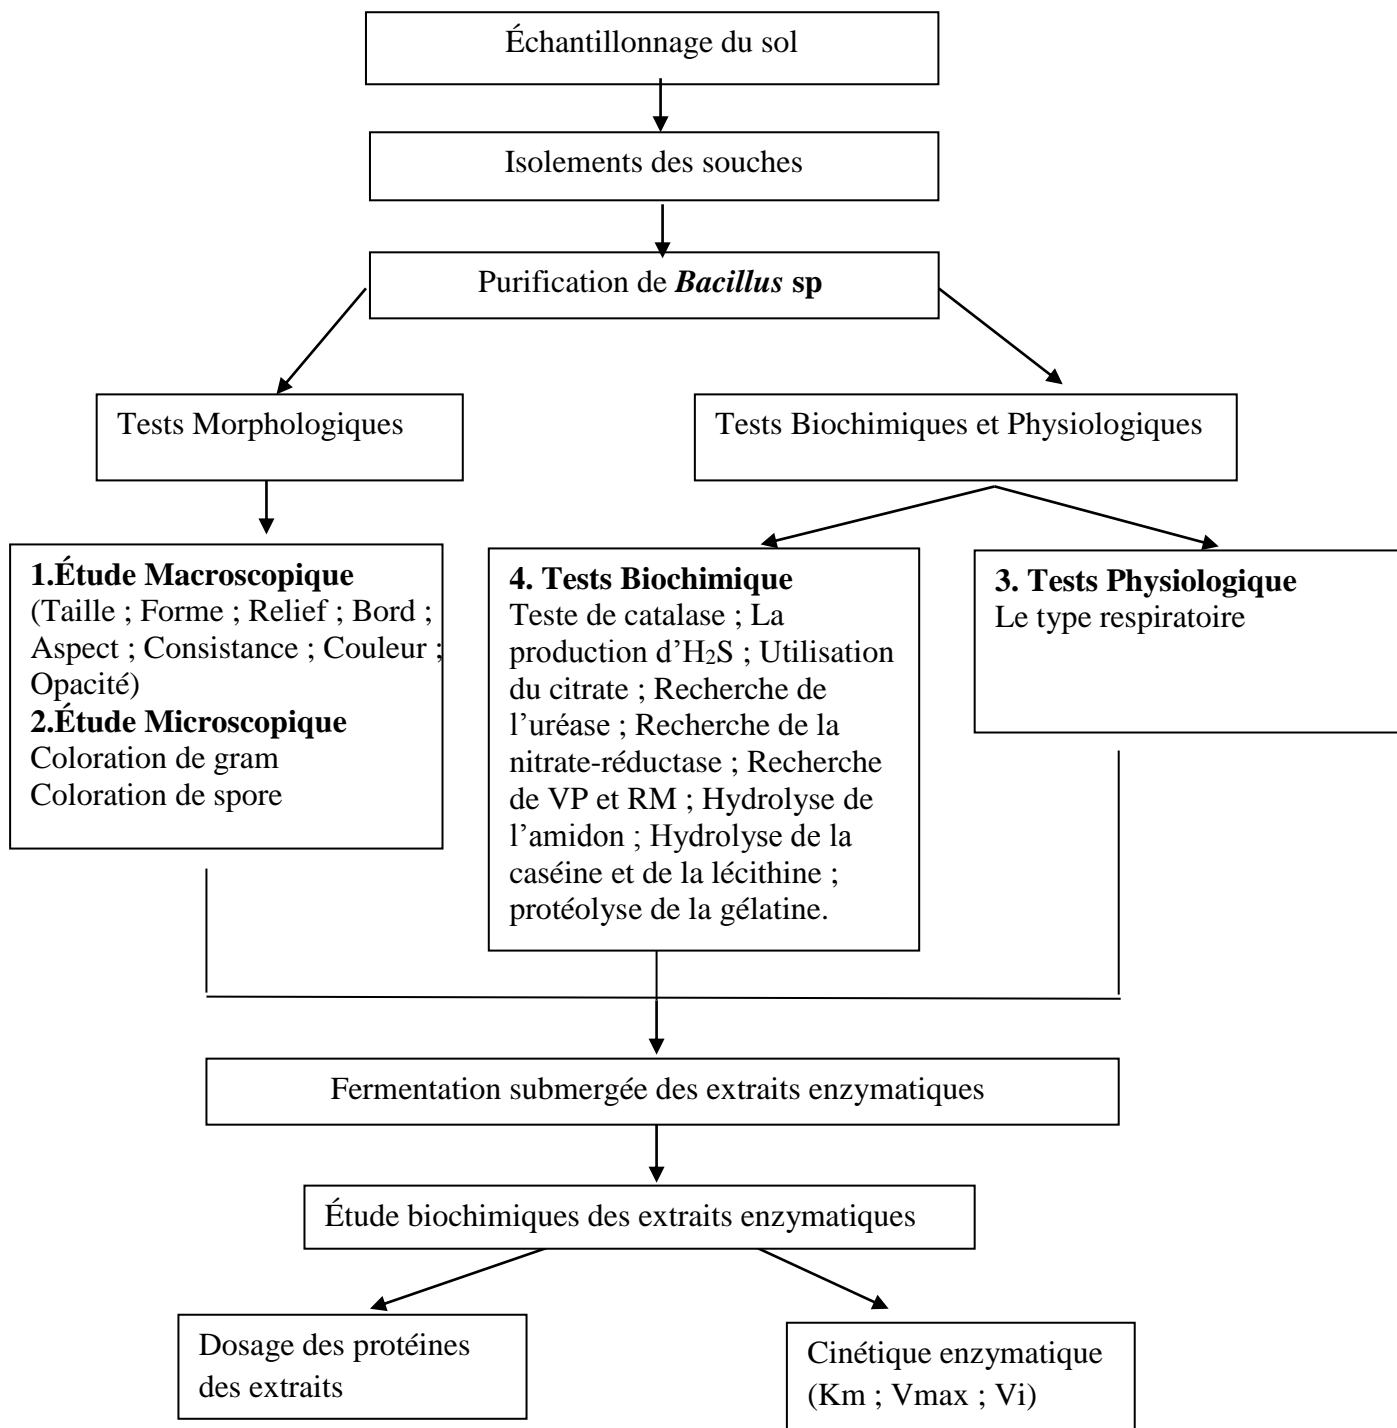 Échantillonnage du sol
Isolements des souches
Purification de Bacillus sp
Tests Morphologiques
Tests Biochimiques et Physiologiques
1.Étude Macroscopique
(Taille ; Forme ; Relief ; Bord ;
Aspect ; Consistance ; Couleur ;
Opacité)
2.Étude Microscopique
Coloration de gram
Coloration de spore
4. Tests Biochimique
Teste de catalase ; La
production d’H₂S ; Utilisation
du citrate ; Recherche de
l’uréase ; Recherche de la
nitrate-réductase ; Recherche
de VP et RM ; Hydrolyse de
l’amidon ; Hydrolyse de la
caséine et de la lécithine ;
protéolyse de la gélatine.
3. Tests Physiologique
Le type respiratoire
Fermentation submergée des extraits enzymatiques
Étude biochimiques des extraits enzymatiques
Dosage des protéines
des extraits
Cinétique enzymatique
(Km ; Vmax ; Vi)